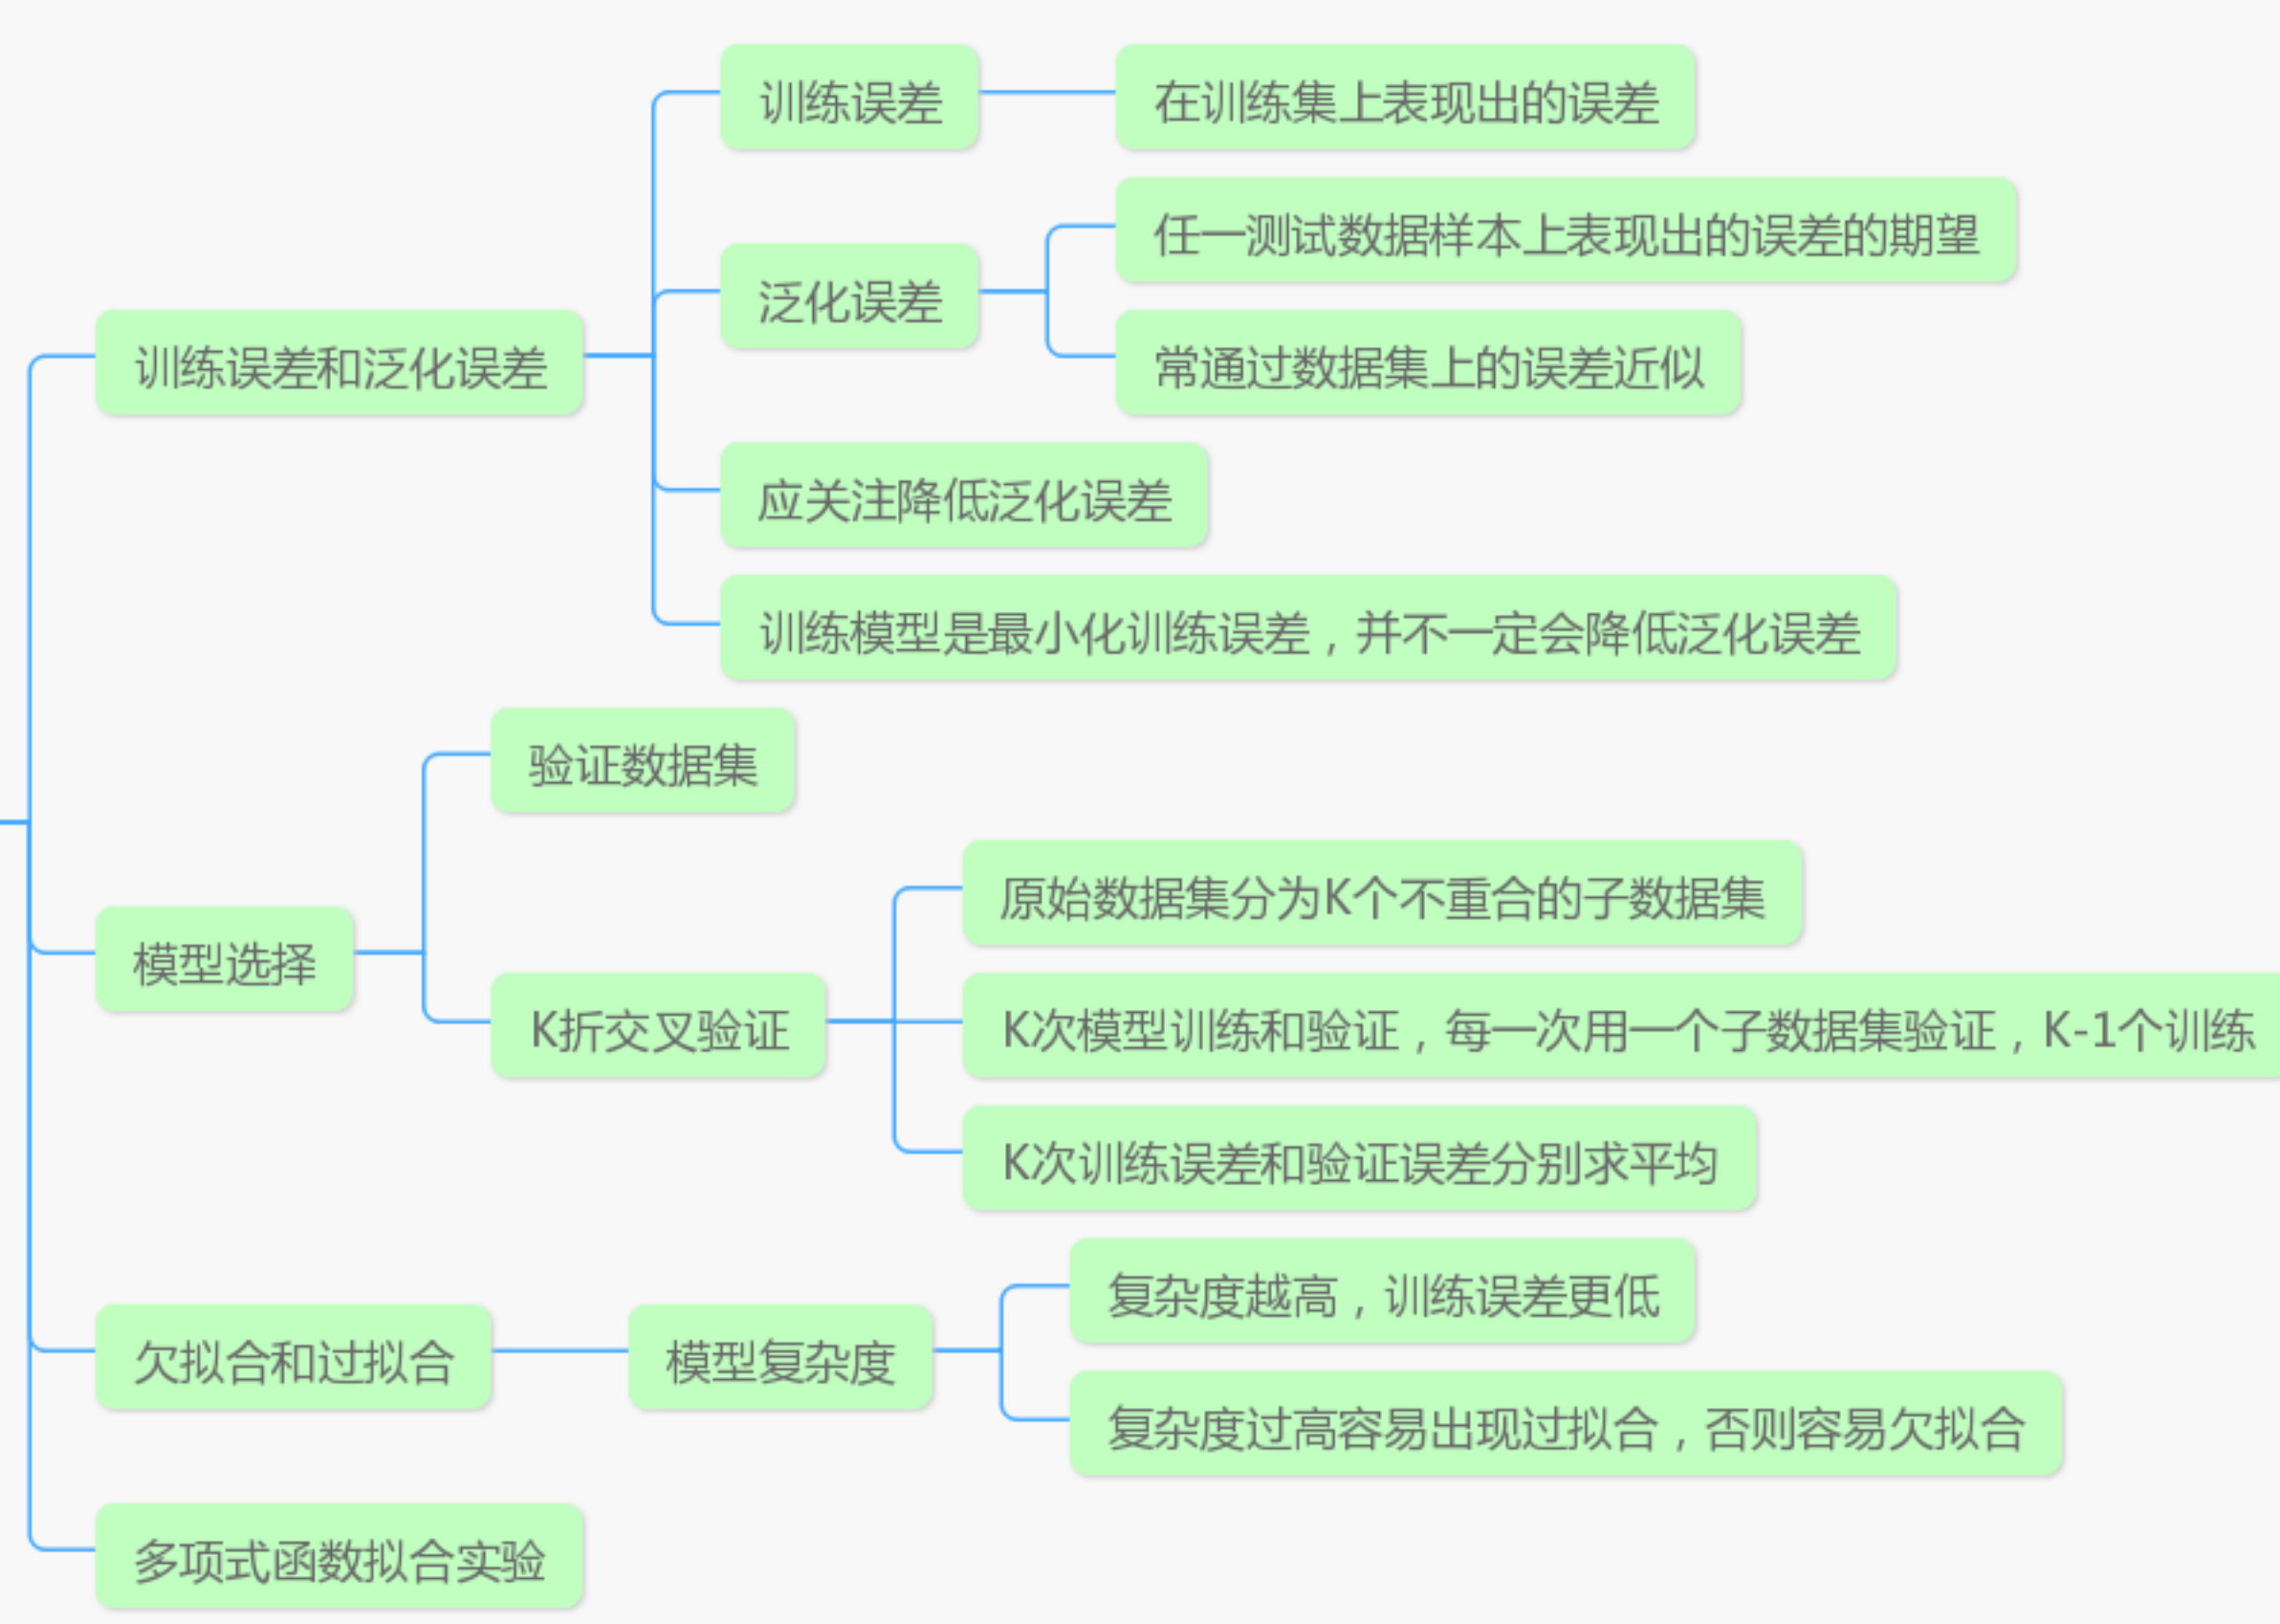 训练误差和泛化误差
训练误差
在训练集上表现出的误差
泛化误差
任一测试数据样本上表现出的误差的期望
常通过数据集上的误差近似
应关注降低泛化误差
训练模型是最小化训练误差，并不一定会降低泛化误差
模型选择
验证数据集
K折交叉验证
原始数据集分为K个不重合的子数据集
K次模型训练和验证，每一次用一个子数据集验证，K-1个训练
K次训练误差和验证误差分别求平均
欠拟合和过拟合
模型复杂度
复杂度越高，训练误差更低
复杂度过高容易出现过拟合，否则容易欠拟合
多项式函数拟合实验